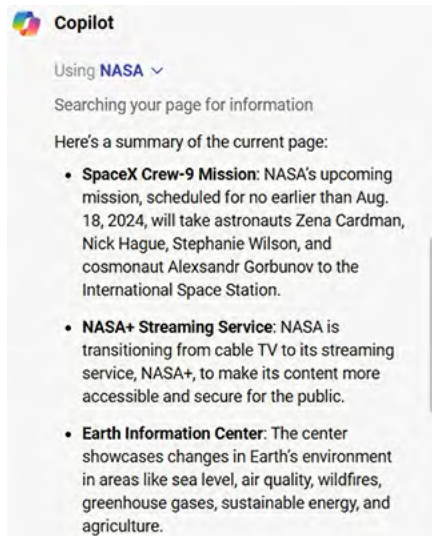 Copilot
Using NASA
Searching your page for information
Here's a summary of the current page:
• SpaceX Crew-9 Mission: NASA's upcoming
mission, scheduled for no earlier than Aug.
18, 2024, will take astronauts Zena Cardman,
Nick Hague, Stephanie Wilson, and
cosmonaut Alexsandr Gorbunov to the
International Space Station.
• NASA+ Streaming Service: NASA is
transitioning from cable TV to its streaming
service, NASA+, to make its content more
accessible and secure for the public.
• Earth Information Center: The center
showcases changes in Earth's environment
in areas like sea level, air quality, wildfires,
greenhouse gases, sustainable energy, and
agriculture.